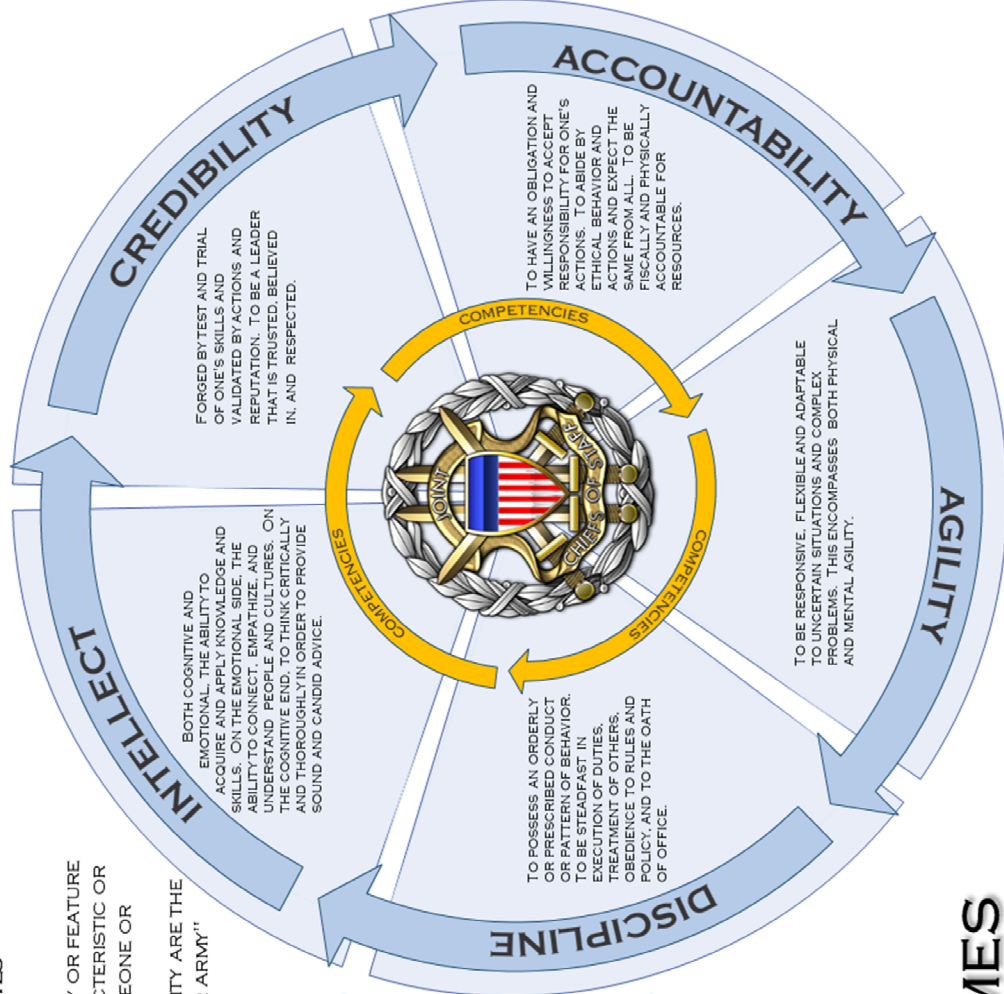 ES
Y OR FEATURE
CTERISTIC OR
EONE OR
ITY ARE THE
ARMY"
INTELLECT
BOTH COGNITIVE AND
EMOTIONAL, THE ABILITY TO
ACQUIRE AND APPLY KNOWLEDGE AND
SKILLS. ON THE EMOTIONAL SIDE, THE
ABILITY TO CONNECT, EMPATHIZE, AND
UNDERSTAND PEOPLE AND CULTURES. ON
THE COGNITIVE END, TO THINK CRITICALLY
AND THOROUGHLY IN ORDER TO PROVIDE
SOUND AND CANDID ADVICE.
CREDIBILITY
FORGED BY TEST AND TRIAL
OF ONE'S SKILLS AND
VALIDATED BY ACTIONS AND
REPUTATION. TO BE A LEADER
THAT IS TRUSTED, BELIEVED
IN, AND RESPECTED.
ACCOUNTABILITY
TO HAVE AN OBLIGATION AND
WILLINGNESS TO ACCEPT
RESPONSIBILITY FOR ONE'S
ACTIONS. TO ABIDE BY
ETHICAL BEHAVIOR AND
ACTIONS AND EXPECT THE
SAME FROM ALL. TO BE
FISCALLY AND PHYSICALLY
ACCOUNTABLE FOR
RESOURCES.
AGILITY
TO BE RESPONSIVE, FLEXIBLE AND ADAPTABLE
TO UNCERTAIN SITUATIONS AND COMPLEX
PROBLEMS. THIS ENCOMPASSES BOTH PHYSICAL
AND MENTAL AGILITY.
DISCIPLINE
TO POSSESS AN ORDERLY
OR PRESCRIBED CONDUCT
OR PATTERN OF BEHAVIOR.
TO BE STEADFAST IN
EXECUTION OF DUTIES,
TREATMENT OF OTHERS,
OBEDIENCE TO RULES AND
POLICY, AND TO THE OATH
OF OFFICE.
COMPETENCIES
COMPETENCIES
COMPETENCIES
JOINT
CHIEFS OF STAFF
MES